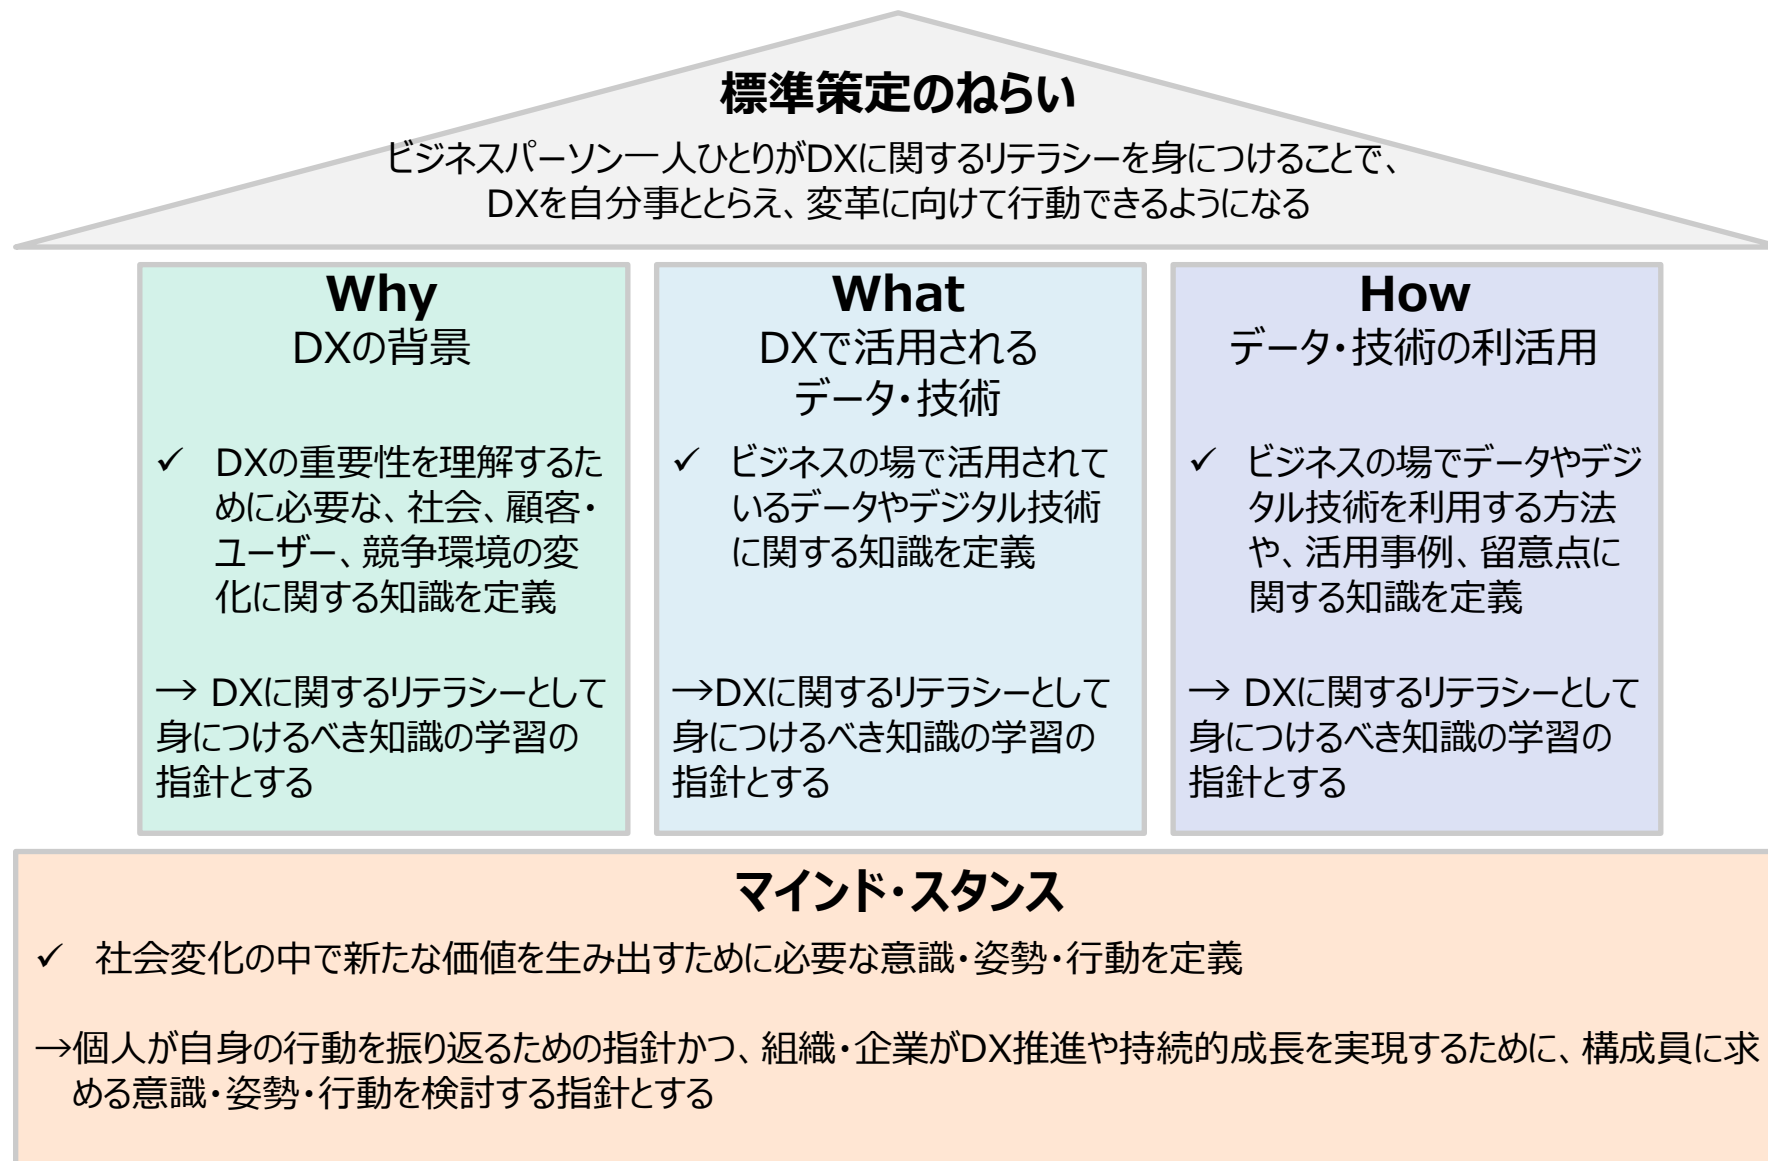 標準策定のねらい
ビジネスパーソン一人ひとりがDXに関するリテラシーを身につけることで、
DXを自分事ととらえ、変革に向けて行動できるようになる
Why
DXの背景
✓ DXの重要性を理解するた
めに必要な、社会、顧客・
ユーザー、競争環境の変
化に関する知識を定義
→ DXに関するリテラシーとして
身につけるべき知識の学習の
指針とする
What
DXで活用される
データ・技術
✓ ビジネスの場で活用されて
いるデータやデジタル技術
に関する知識を定義
→DXに関するリテラシーとして
身につけるべき知識の学習の
指針とする
How
データ・技術の利活用
✓ ビジネスの場でデータやデジ
タル技術を利用する方法
や、活用事例、留意点に
関する知識を定義
→ DXに関するリテラシーとして
身につけるべき知識の学習の
指針とする
マインド・スタンス
✓ 社会変化の中で新たな価値を生み出すために必要な意識・姿勢・行動を定義
→個人が自身の行動を振り返るための指針かつ、組織・企業がDX推進や持続的成長を実現するために、構成員に求
める意識・姿勢・行動を検討する指針とする